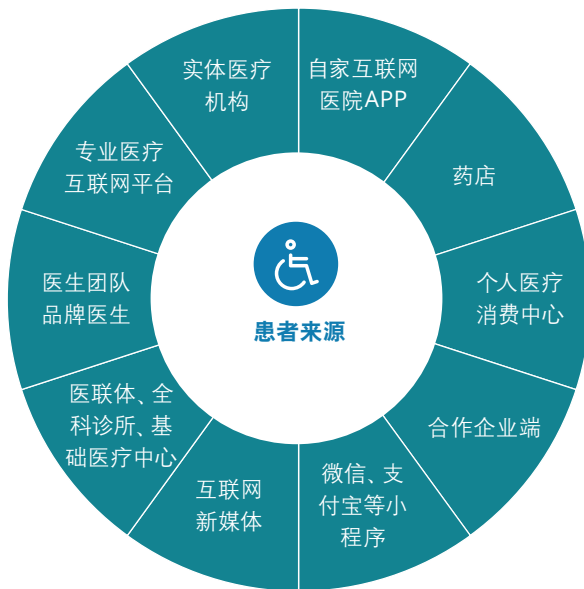 实体医疗
机构
自家互联网
医院APP
专业医疗
互联网平台
药店
医生团队
品牌医生
个人医疗
消费中心
患者来源
医联体、全
科诊所、基
础医疗中心
合作企业端
互联网
新媒体
微信、支
付宝等小
程序